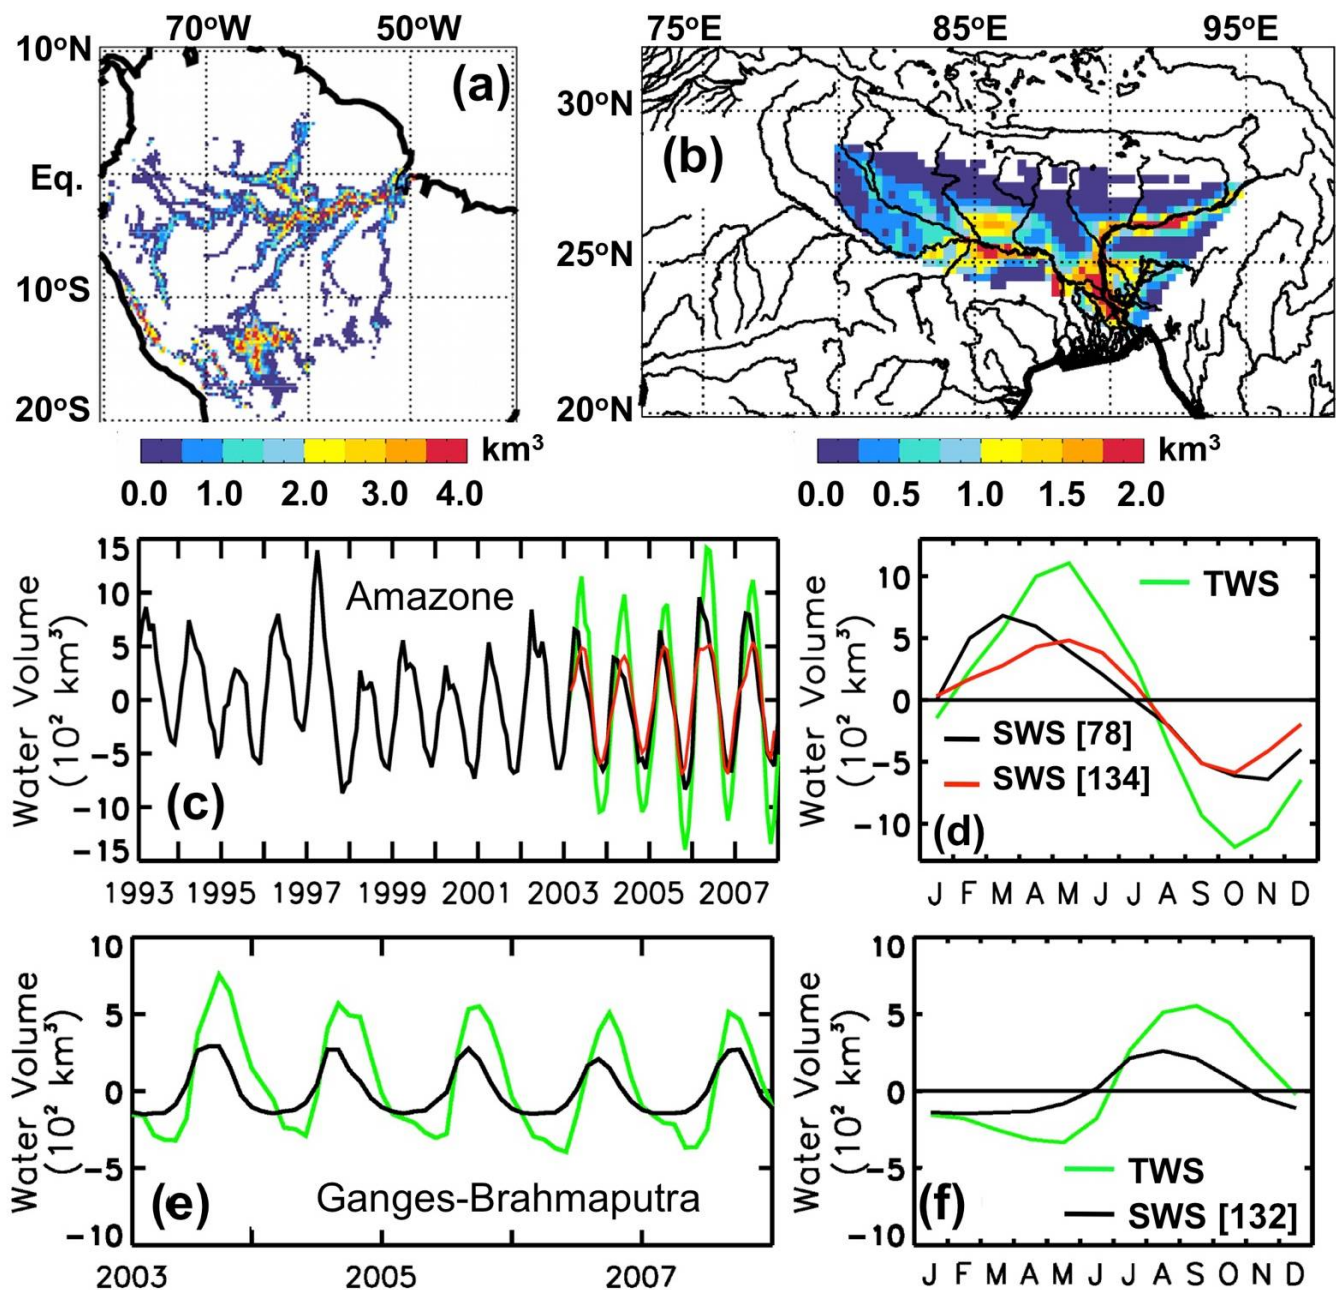 70°W 50°W
10°N
Eq.
10°S
20°S
(a)
km³
0.0 1.0 2.0 3.0 4.0
75°E 85°E 95°E
30°N
25°N
20°N
(b)
km³
0.0 0.5 1.0 1.5 2.0
Water Volume
(10² km³)
15
10
5
0
−5
−10
−15
Amazone
(c)
1993 1995 1997 1999 2001 2003 2005 2007
Water Volume
(10² km³)
10
5
0
−5
−10
TWS
SWS [78]
SWS [134]
(d)
J F M A M J J A S O N D
Water Volume
(10² km³)
10
5
0
−5
−10
(e)
Ganges-Brahmaputra
2003 2005 2007
Water Volume
(10² km³)
10
5
0
−5
−10
TWS
SWS [132]
(f)
J F M A M J J A S O N D